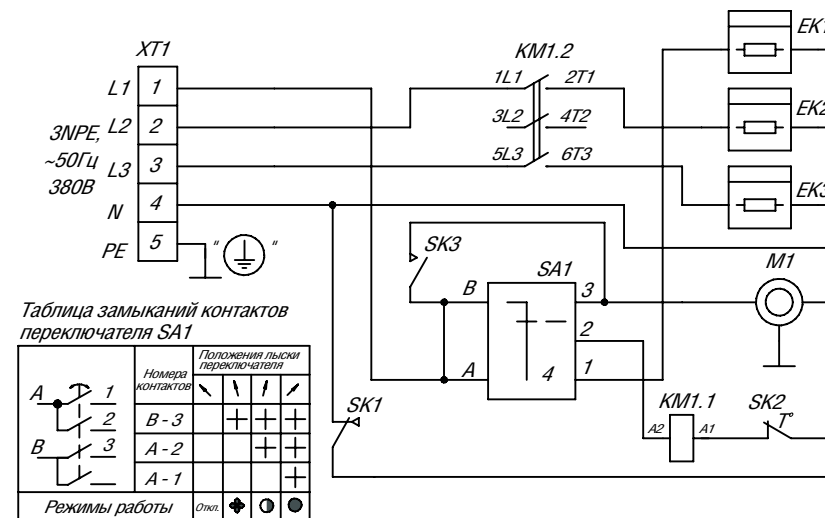 XT1
L1 1
L2 2
L3 3
N 4
PE 5
3NPE,
~50Гц
380В
" "
KM1.2
1L1 2T1
3L2 4T2
5L3 6T3
EK1
EK2
EK3
SK3
SA1
B 3
2
A 4 1
M1
SK1
KM1.1
A2 A1
SK2
T°
Таблица замыканий контактов
переключателя SA1
Номера
контактов
Положения лыски
переключателя
A 1
2
B 3
B - 3
A - 2
A - 1
Режимы работы Откл.